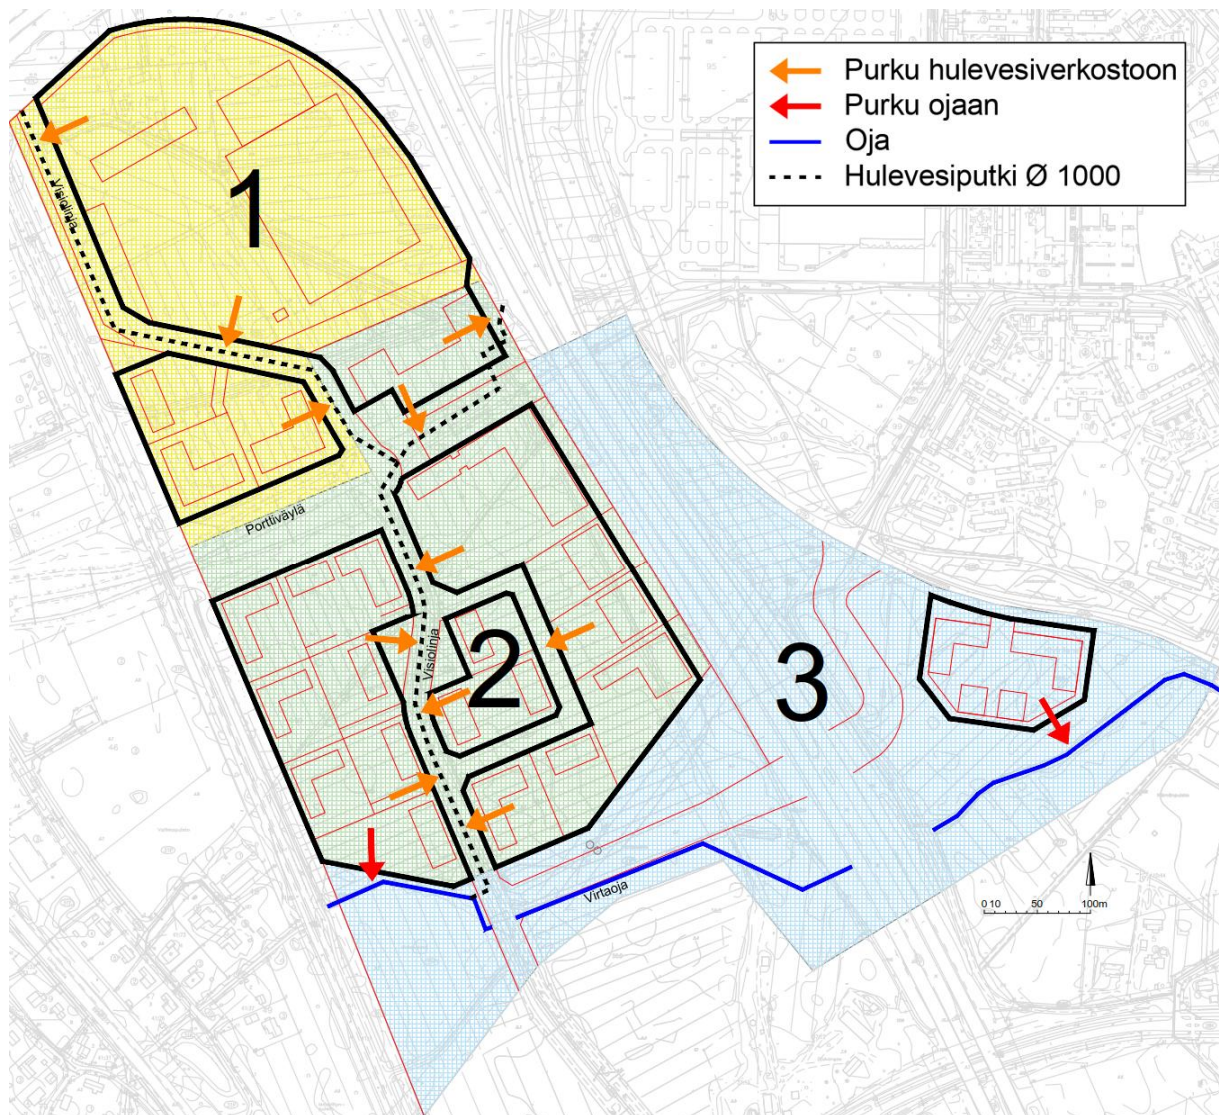 Purku hulevesiverkostoon
Purku ojaan
Oja
Hulevesiputki Ø 1000
1
Visiolinja
Porttiväylä
Visiolinja
2
3
Virtaoja
0 10 50 100m